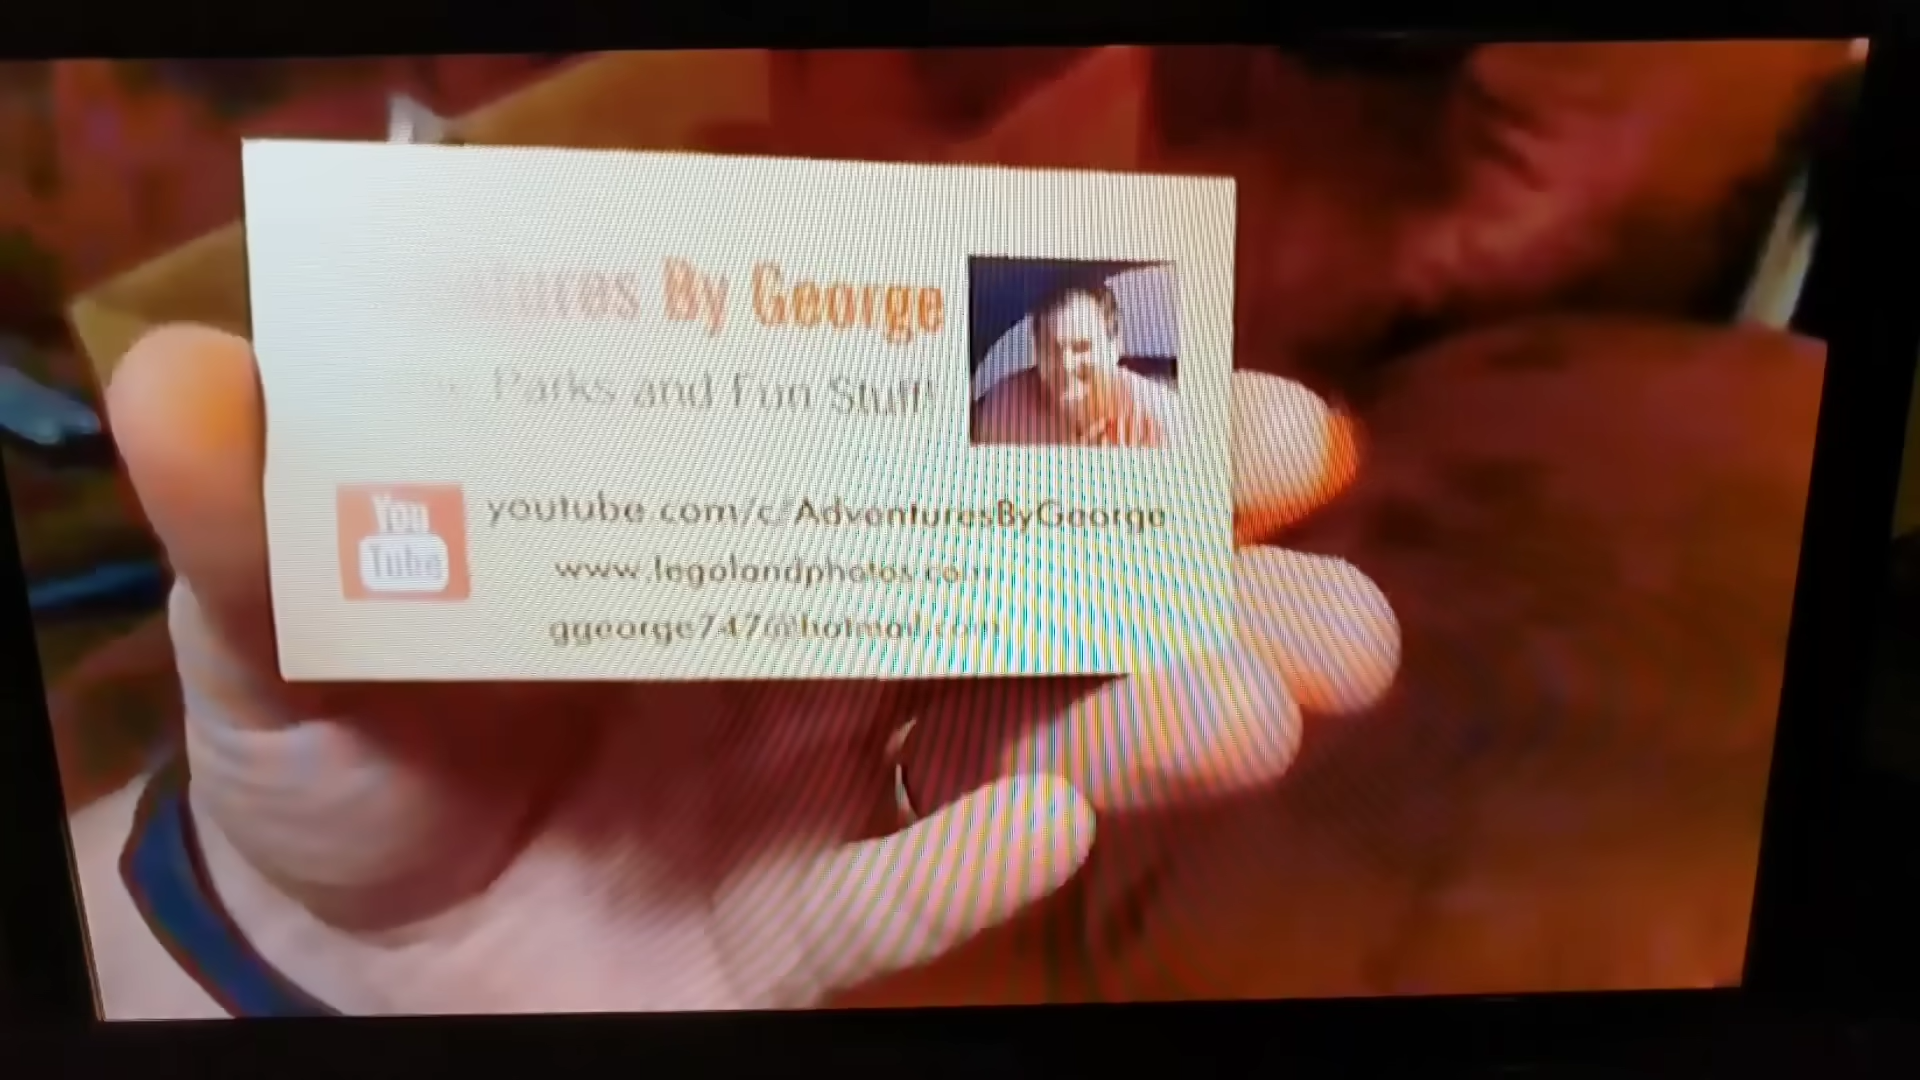 By George
Parks and Fun Stuff!
You
Tube
youtube.com/c/AdventuresByGeorge
www.legolandphotos.com
ggeorge747@hotmail.com